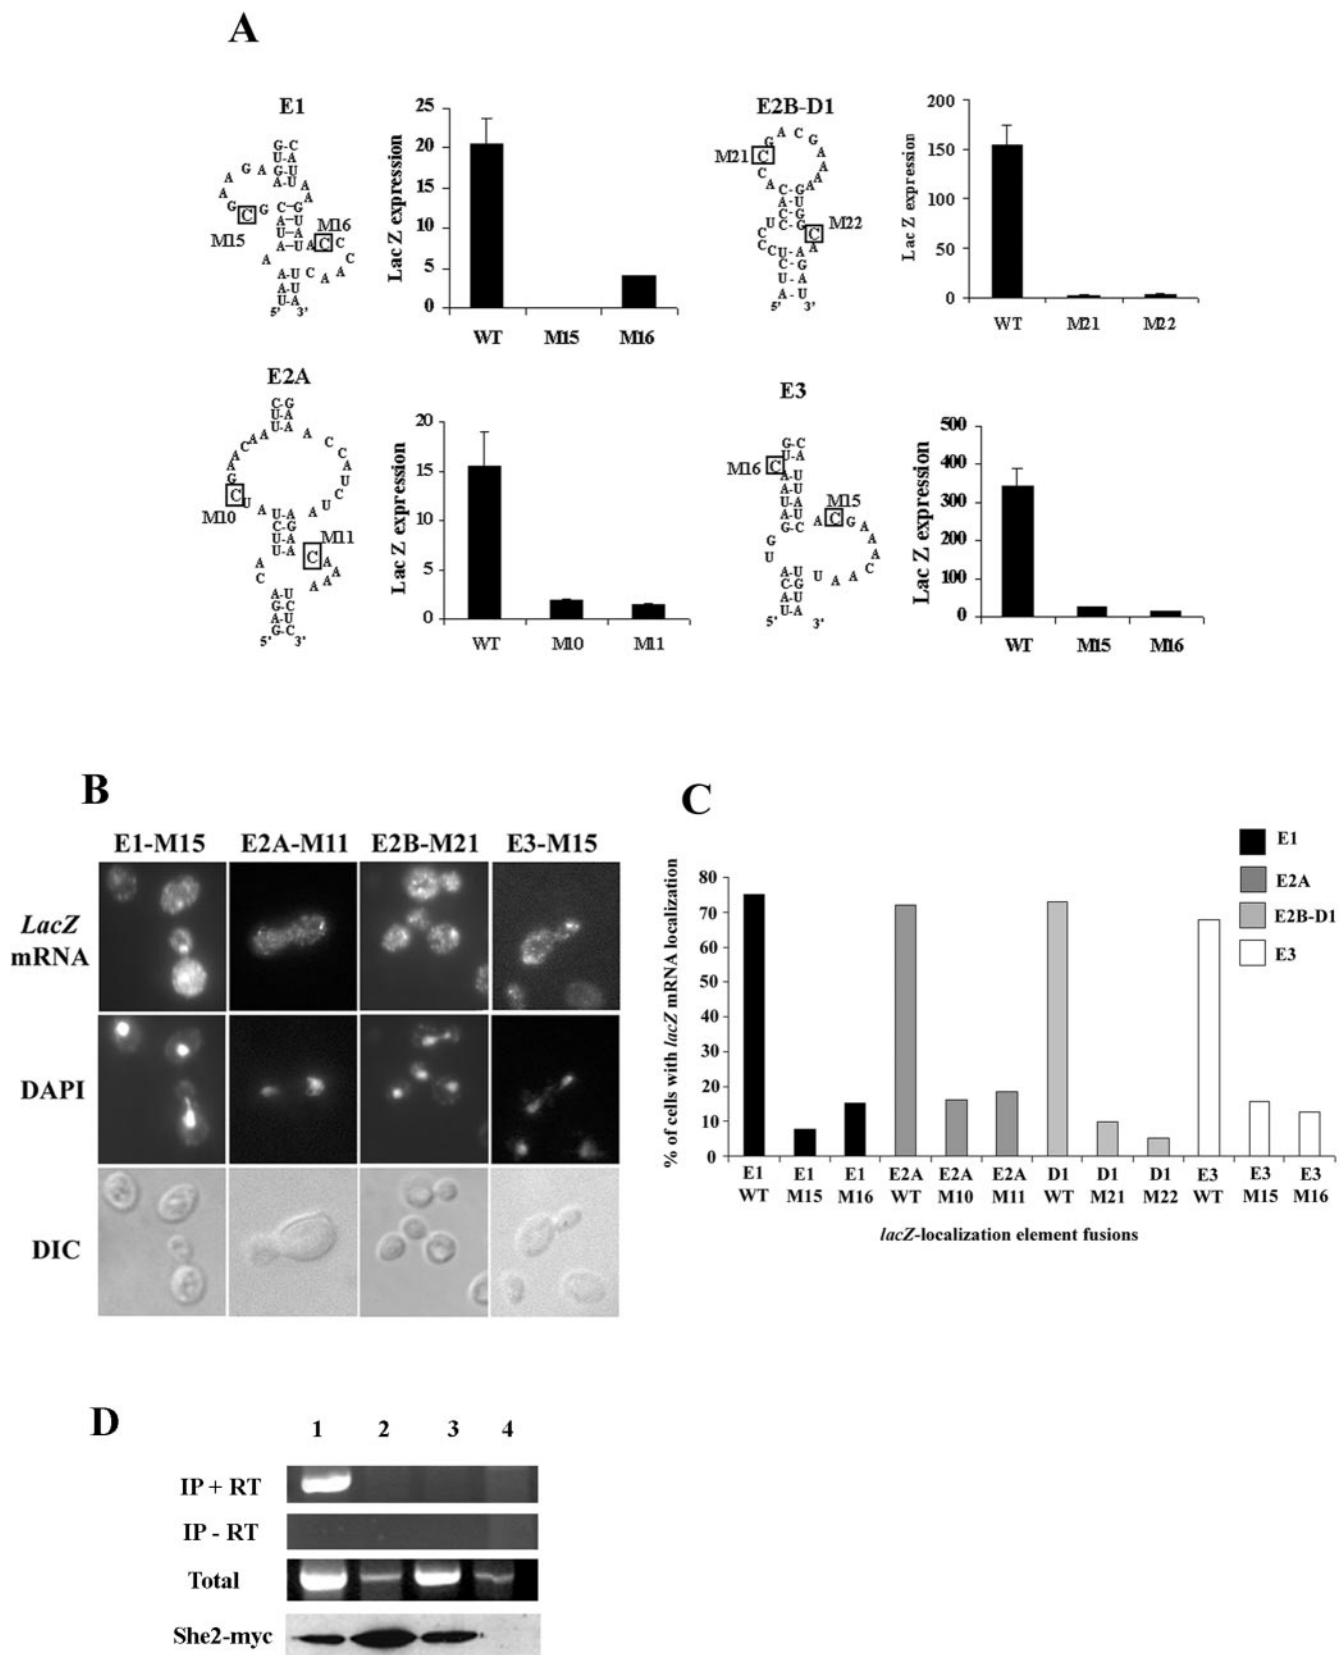 A
E1
M15
M16
5' 3'
Lac Z expression
25
20
15
10
5
0
WT M15 M16
E2B-D1
M21
M22
5' 3'
Lac Z expression
200
150
100
50
0
WT M21 M22
E2A
M10
M11
5' 3'
Lac Z expression
20
15
10
5
0
WT M10 M11
E3
M16
M15
5' 3'
Lac Z expression
500
400
300
200
100
0
WT M15 M16
B
E1-M15 E2A-M11 E2B-M21 E3-M15
LacZ
mRNA
DAPI
DIC
C
E1
E2A
E2B-D1
E3
% of cells with lacZ mRNA localization
80
70
60
50
40
30
20
10
0
E1 E1 E1 E2A E2A E2A D1 D1 D1 E3 E3 E3
WT M15 M16 WT M10 M11 WT M21 M22 WT M15 M16
lacZ-localization element fusions
D
1 2 3 4
IP + RT
IP - RT
Total
She2-myc